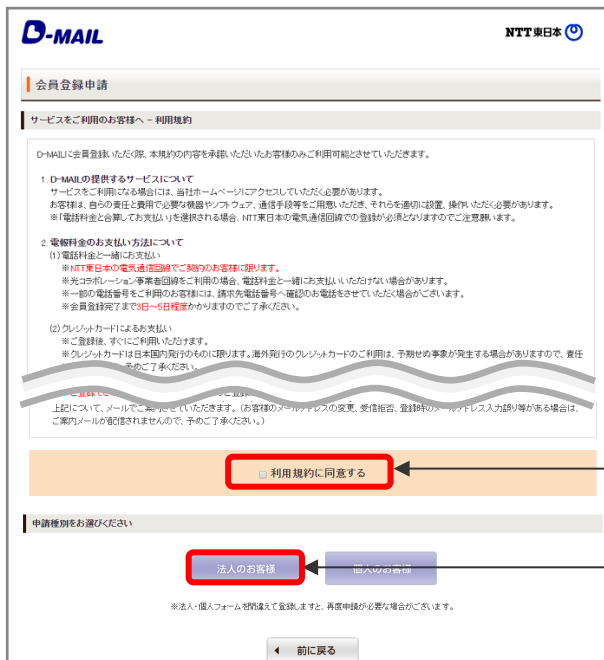 D-MAIL
NTT東日本
会員登録申請
サービスをご利用のお客様へ - 利用規約
D-MAILに会員登録いただく際、本規約の内容を承諾いただいたお客様のみご利用可能とさせていただきます。
1. D-MAILの提供するサービスについて
サービスをご利用になる場合には、当社ホームページにアクセスしていただく必要があります。
お客様は、自らの責任と費用で必要な機器やソフトウェア、通信手段等をご用意いただき、それらを適切に設置、操作いただく必要があります。
※「電話料金と合算してお支払い」を選択される場合、NTT東日本の電気通信回線での登録が必須となりますのでご注意願います。
2. 電報料金のお支払い方法について
(1)電話料金と一緒にお支払い
※NTT東日本の電気通信回線でご契約のお客様に限ります。
※光コラボレーション事業者回線をご利用の場合、電話料金と一緒にお支払いいただけない場合があります。
※一部の電話番号をご利用のお客様には、請求先電話番号へ確認のお電話をさせていただく場合がございます。
※会員登録完了まで3日～5日程度かかりますのでご了承ください。
(2)クレジットカードによるお支払い
※ご登録後、すぐにご利用いただけます。
※クレジットカードは日本国内発行のものに限ります。海外発行のクレジットカードのご利用は、予期せぬ事象が発生する場合がありますので、責任
予めご了承ください。
上記について、メールでご案内させていただきます。(お客様のメールアドレスの変更、受信拒否、登録時のメールアドレス入力誤り等がある場合は、
ご案内メールが配信されませんので、予めご了承ください。)
利用規約に同意する
申請種別をお選びください
法人のお客様
個人のお客様
※法人・個人フォームを間違えて登録しますと、再度申請が必要な場合がございます。
前に戻る